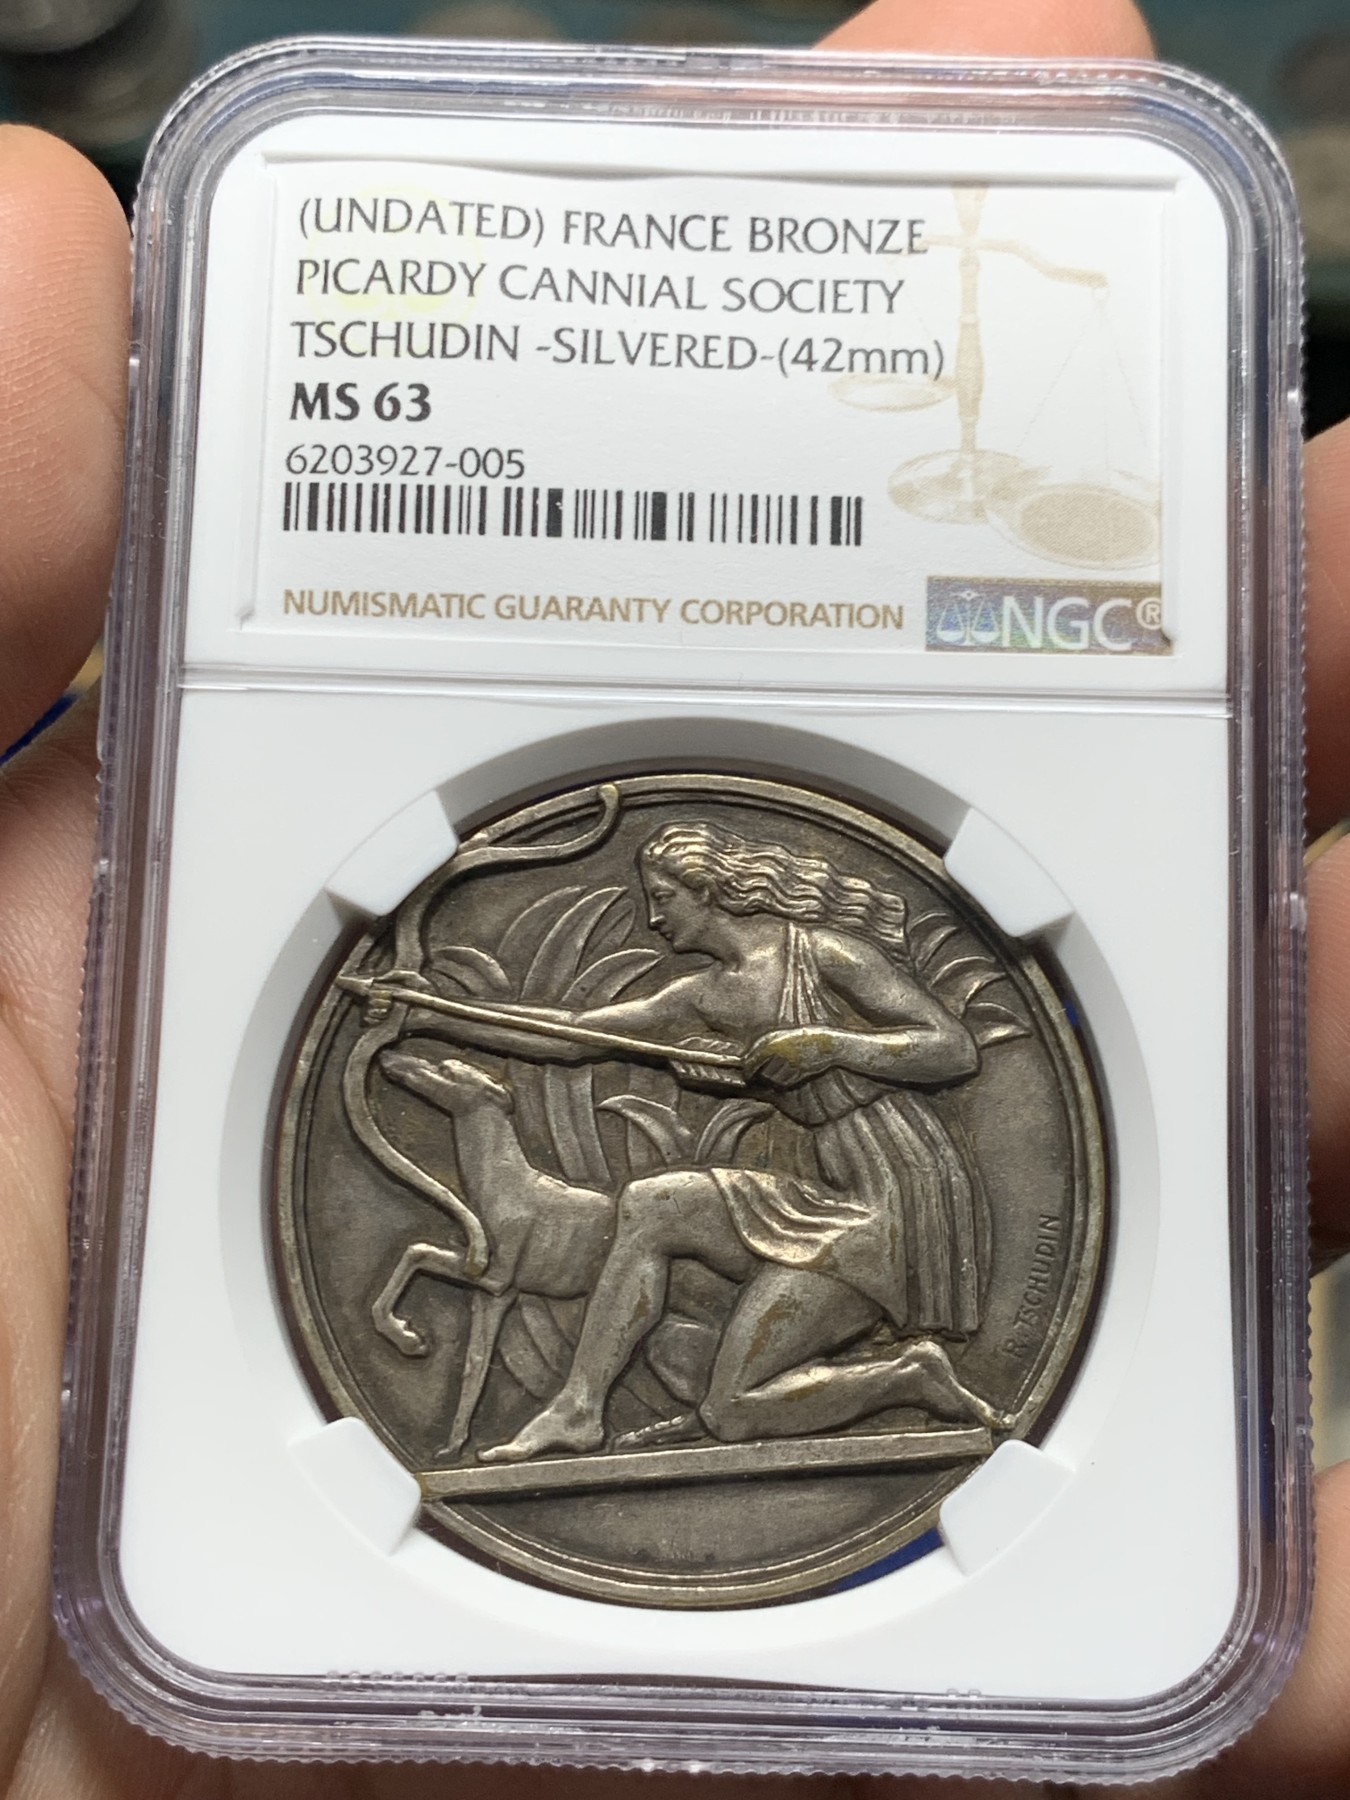 (UNDATED) FRANCE BRONZE
PICARDY CANNIAL SOCIETY
TSCHUDIN -SILVERED-(42mm)
MS 63
6203927-005
NUMISMATIC GUARANTY CORPORATION
NGC®
R. TSCHUDIN